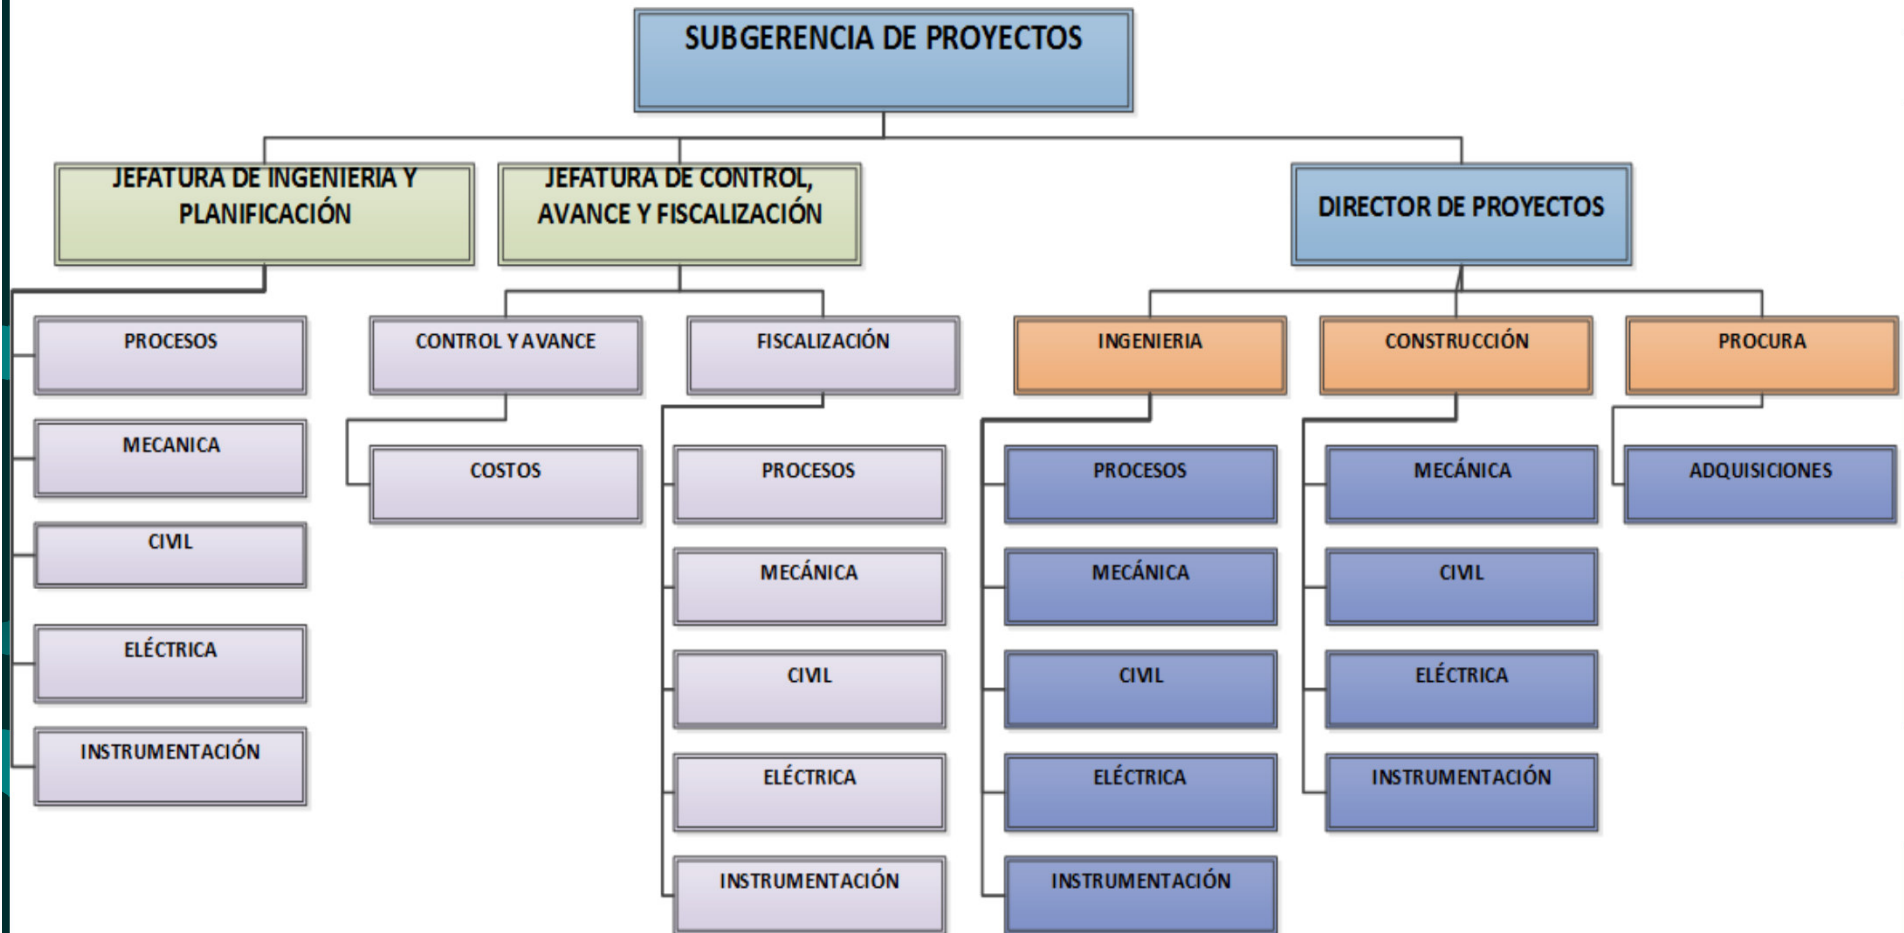 SUBGERENCIA DE PROYECTOS
JEFATURA DE INGENIERIA Y
PLANIFICACIÓN
JEFATURA DE CONTROL,
AVANCE Y FISCALIZACIÓN
DIRECTOR DE PROYECTOS
PROCESOS
MECANICA
CIVIL
ELÉCTRICA
INSTRUMENTACIÓN
CONTROL Y AVANCE
COSTOS
FISCALIZACIÓN
PROCESOS
MECÁNICA
CIVIL
ELÉCTRICA
INSTRUMENTACIÓN
INGENIERIA
PROCESOS
MECÁNICA
CIVIL
ELÉCTRICA
INSTRUMENTACIÓN
CONSTRUCCIÓN
MECÁNICA
CIVIL
ELÉCTRICA
INSTRUMENTACIÓN
PROCURA
ADQUISICIONES